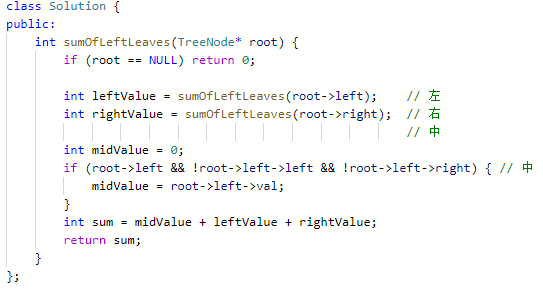 class Solution {
public:
    int sumOfLeftLeaves(TreeNode* root) {
        if (root == NULL) return 0;

        int leftValue = sumOfLeftLeaves(root->left);    // 左
        int rightValue = sumOfLeftLeaves(root->right);  // 右
                                                        // 中
        int midValue = 0;
        if (root->left && !root->left->left && !root->left->right) { // 中
            midValue = root->left->val;
        }
        int sum = midValue + leftValue + rightValue;
        return sum;
    }
};